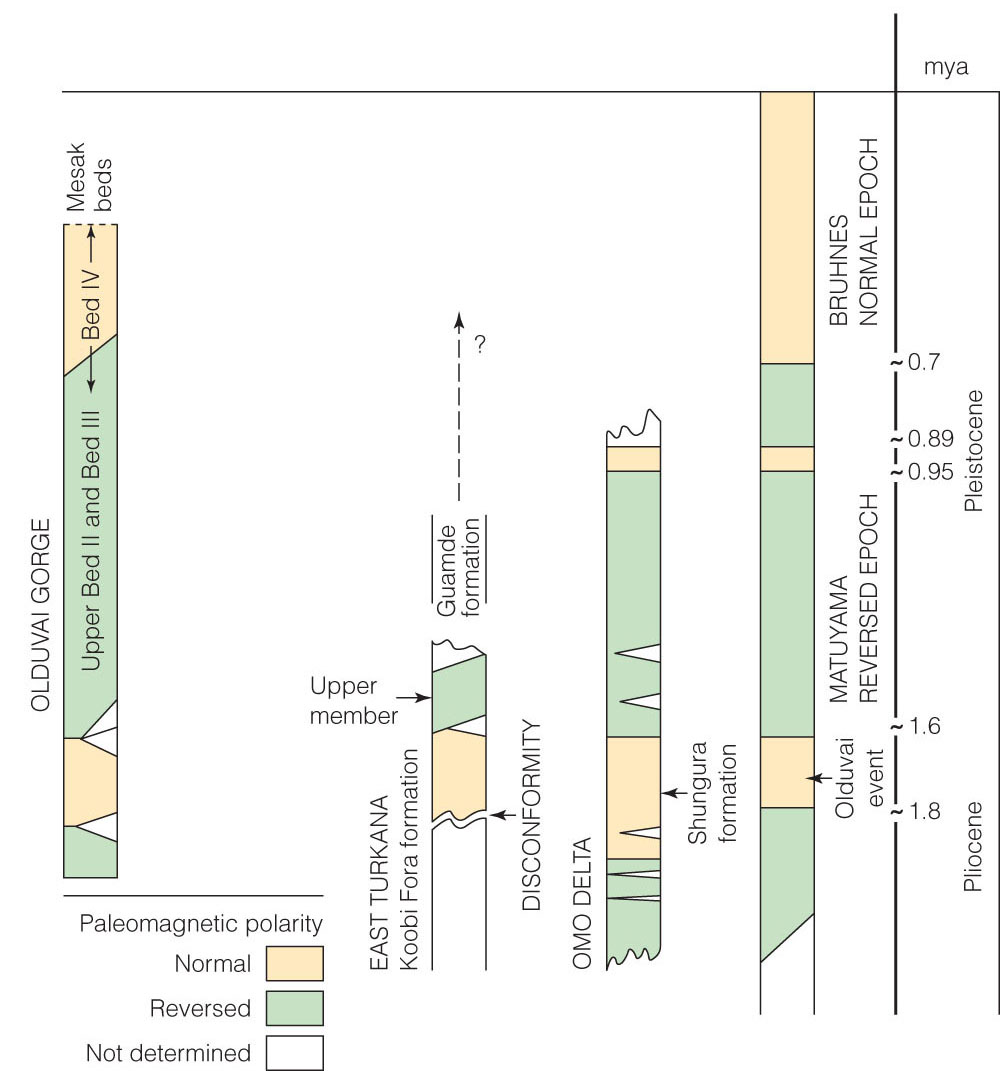 mya
Mesak
beds
Bed IV
Upper Bed II and Bed III
OLDUVAI GORGE
?
Guamde
formation
Upper
member
EAST TURKANA
Koobi Fora formation
DISCONFORMITY
OMO DELTA
Shungura
formation
BRUHNES
NORMAL EPOCH
MATUYAMA
REVERSED EPOCH
Olduvai
event
~0.7
~0.89
~0.95
~1.6
~1.8
Pleistocene
Pliocene
Paleomagnetic polarity
Normal
Reversed
Not determined